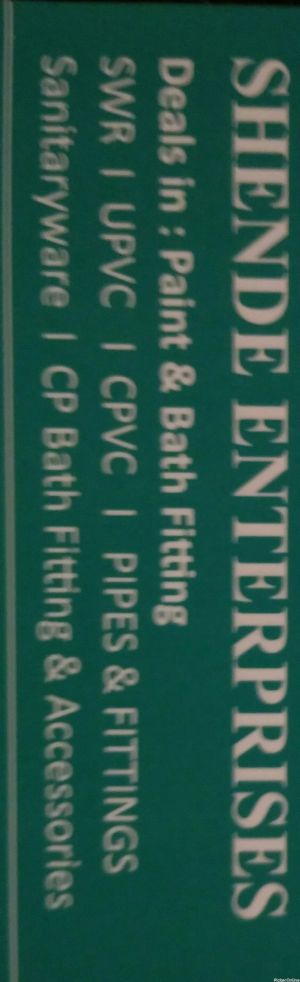 SHENDE ENTERPRISES
Deals in : Paint & Bath Fitting
SWR I UPVC I CPVC I PIPES & FITTINGS
Sanitaryware I CP Bath Fitting & Accessories